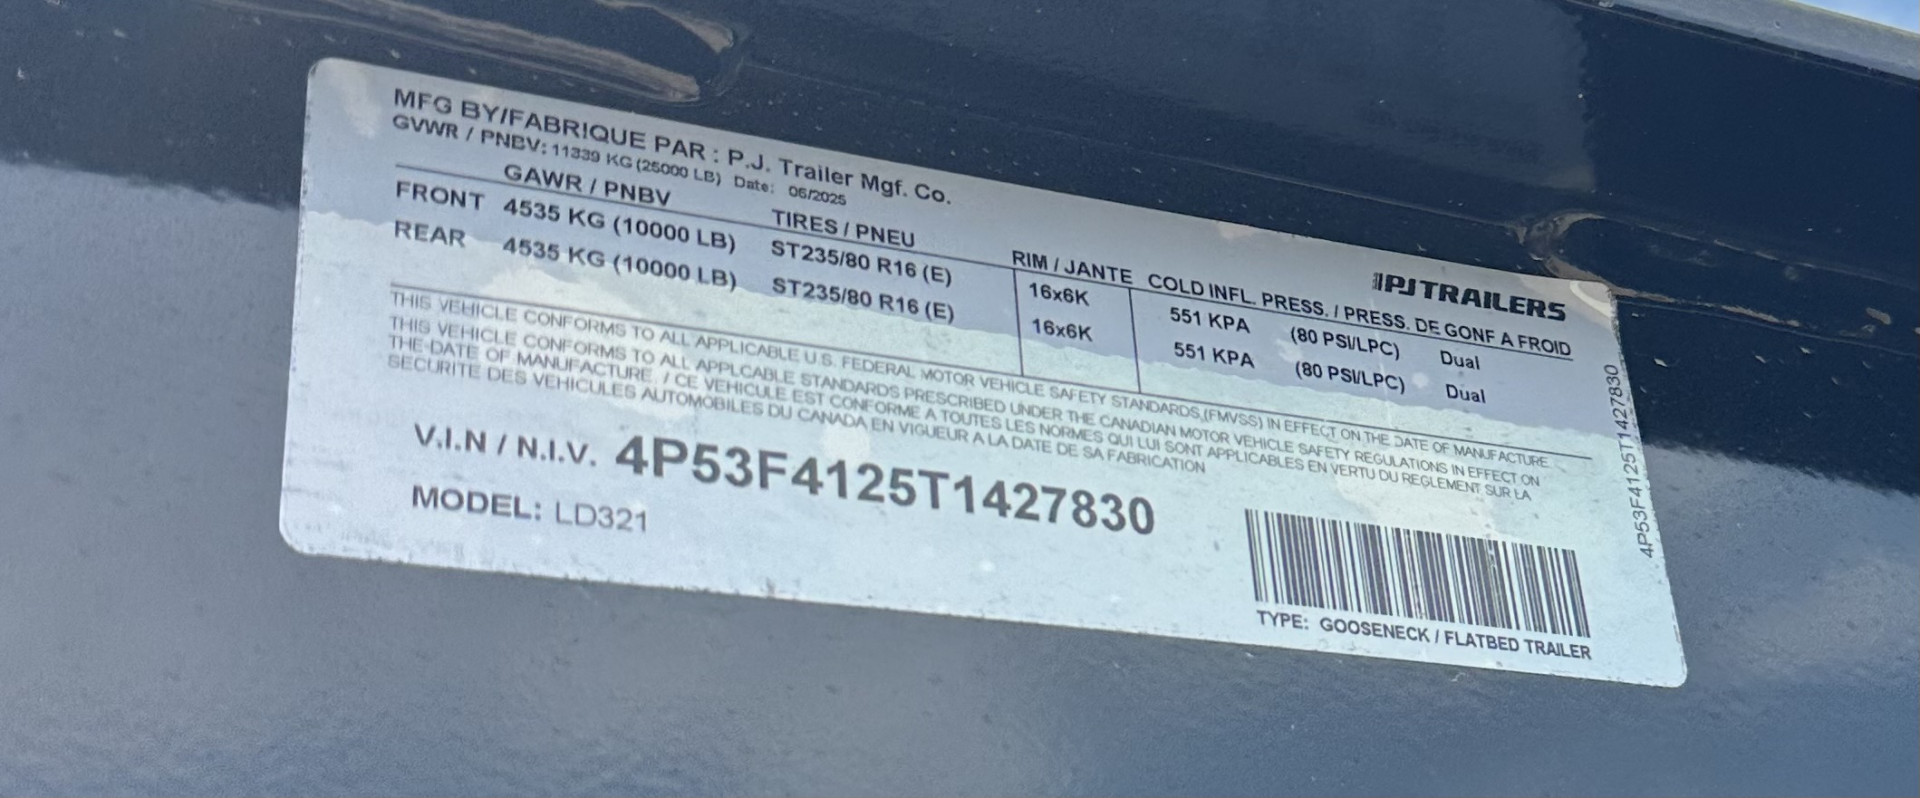 MFG BY/FABRIQUE PAR : P.J. Trailer Mgf. Co.
GVWR / PNBV: 11339 KG (25000 LB) Date: 06/2025
GAWR / PNBV TIRES / PNEU RIM / JANTE COLD INFL. PRESS. / PRESS. DE GONF A FROID
PJ TRAILERS
FRONT 4535 KG (10000 LB) ST235/80 R16 (E) 16x6K 551 KPA (80 PSI/LPC) Dual
REAR 4535 KG (10000 LB) ST235/80 R16 (E) 16x6K 551 KPA (80 PSI/LPC) Dual
THIS VEHICLE CONFORMS TO ALL APPLICABLE U.S. FEDERAL MOTOR VEHICLE SAFETY STANDARDS,(FMVSS) IN EFFECT ON THE DATE OF MANUFACTURE.
THIS VEHICLE CONFORMS TO ALL APPLCABLE STANDARDS PRESCRIBED UNDER THE CANADIAN MOTOR VEHICLE SAFETY REGULATIONS IN EFFECT ON
THE DATE OF MANUFACTURE. / CE VEHICULE EST CONFORME A TOUTES LES NORMES QUI LUI SONT APPLICABLES EN VERTU DU REGLEMENT SUR LA
SECURITE DES VEHICULES AUTOMOBILES DU CANADA EN VIGUEUR A LA DATE DE SA FABRICATION
V.I.N / N.I.V. 4P53F4125T1427830
MODEL: LD321
TYPE: GOOSENECK / FLATBED TRAILER
4P53F4125T1427830